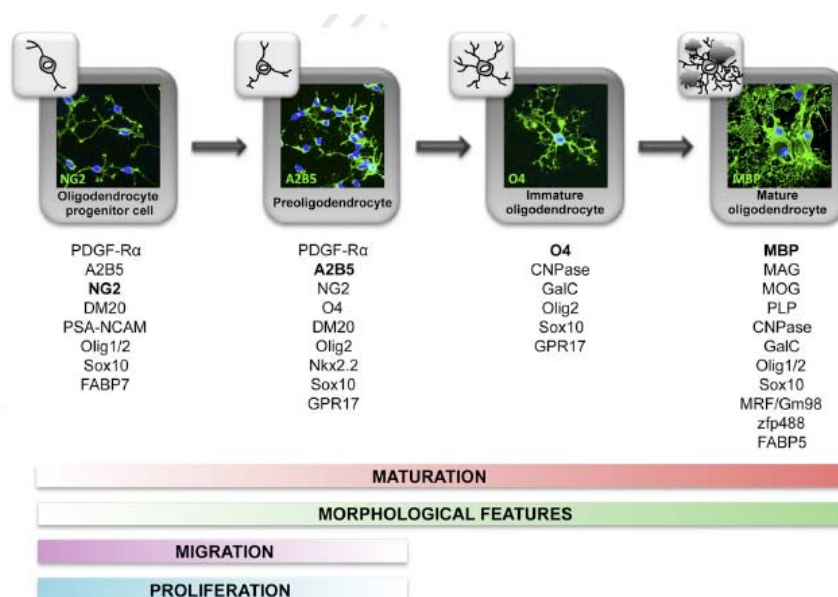 NG2
Oligodendrocyte
progenitor cell
A2B5
Preoligodendrocyte
O4
Immature
oligodendrocyte
MBP
Mature
oligodendrocyte
PDGF-Rα
A2B5
NG2
DM20
PSA-NCAM
Olig1/2
Sox10
FABP7
PDGF-Rα
A2B5
NG2
O4
DM20
Olig2
Nkx2.2
Sox10
GPR17
O4
CNPase
GalC
Olig2
Sox10
GPR17
MBP
MAG
MOG
PLP
CNPase
GalC
Olig1/2
Sox10
MRF/Gm98
zfp488
FABP5
MATURATION
MORPHOLOGICAL FEATURES
MIGRATION
PROLIFERATION